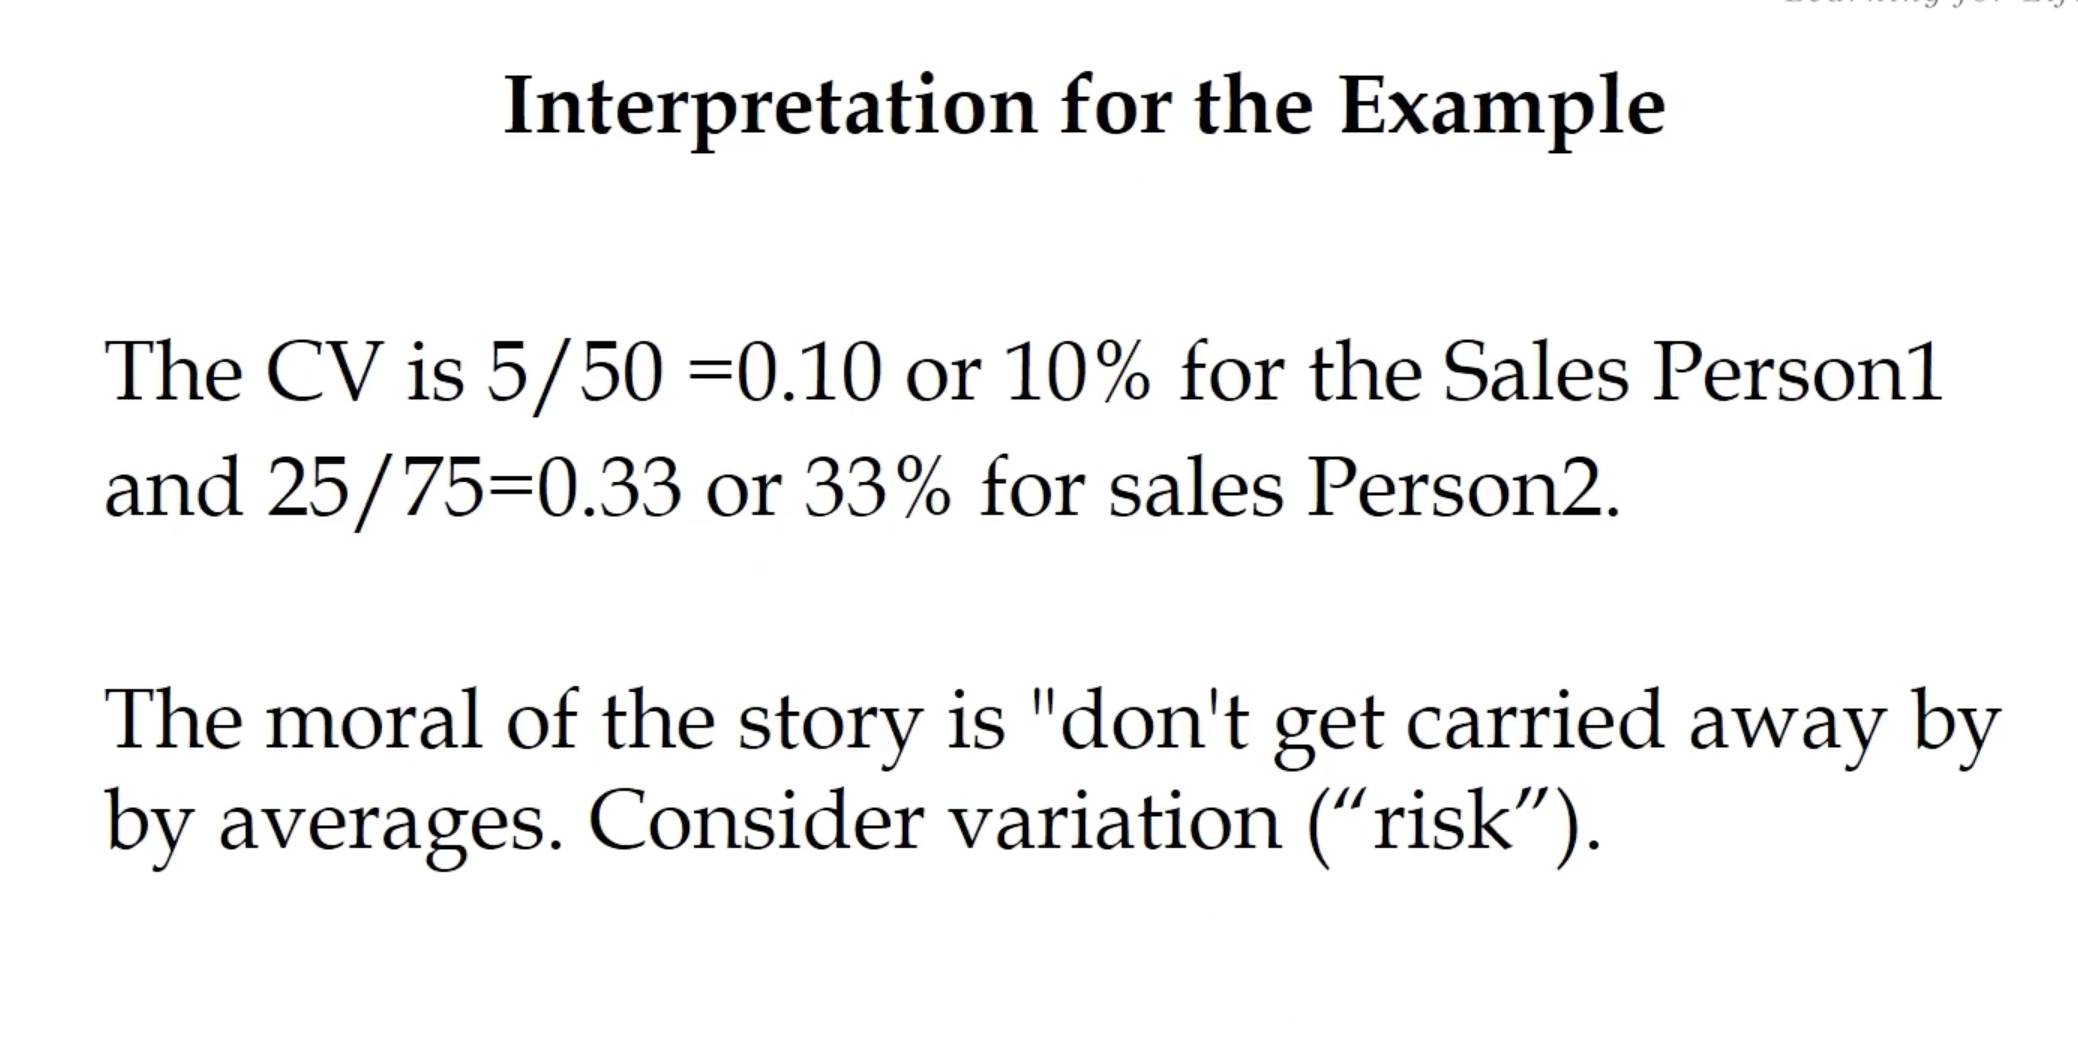 Interpretation for the Example
The CV is 5/50 =0.10 or 10% for the Sales Person1
and 25/75=0.33 or 33% for sales Person2.
The moral of the story is "don't get carried away by
by averages. Consider variation (“risk”).